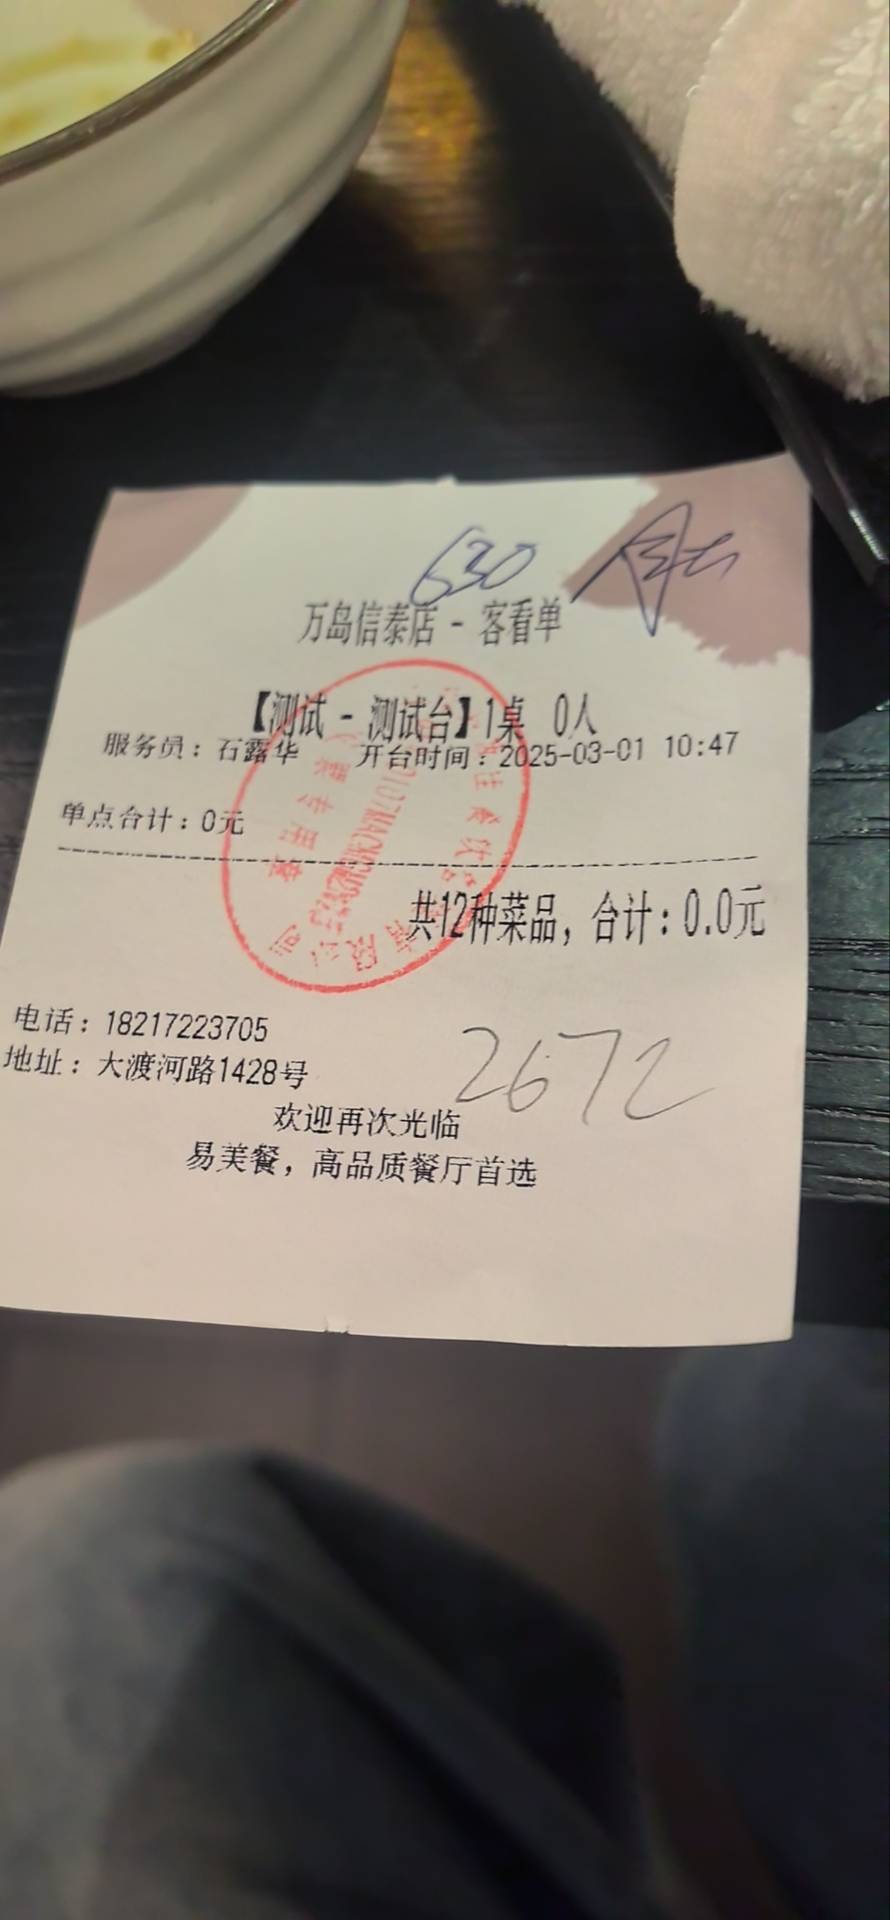 630
万岛信泰店 - 客看单
【测试 - 测试台】1桌 0人
服务员：石露华 开台时间：2025-03-01 10:47
单点合计：0元
共12种菜品，合计：0.0元
电话：18217223705
2672
地址：大渡河路1428号
欢迎再次光临
易美餐，高品质餐厅首选